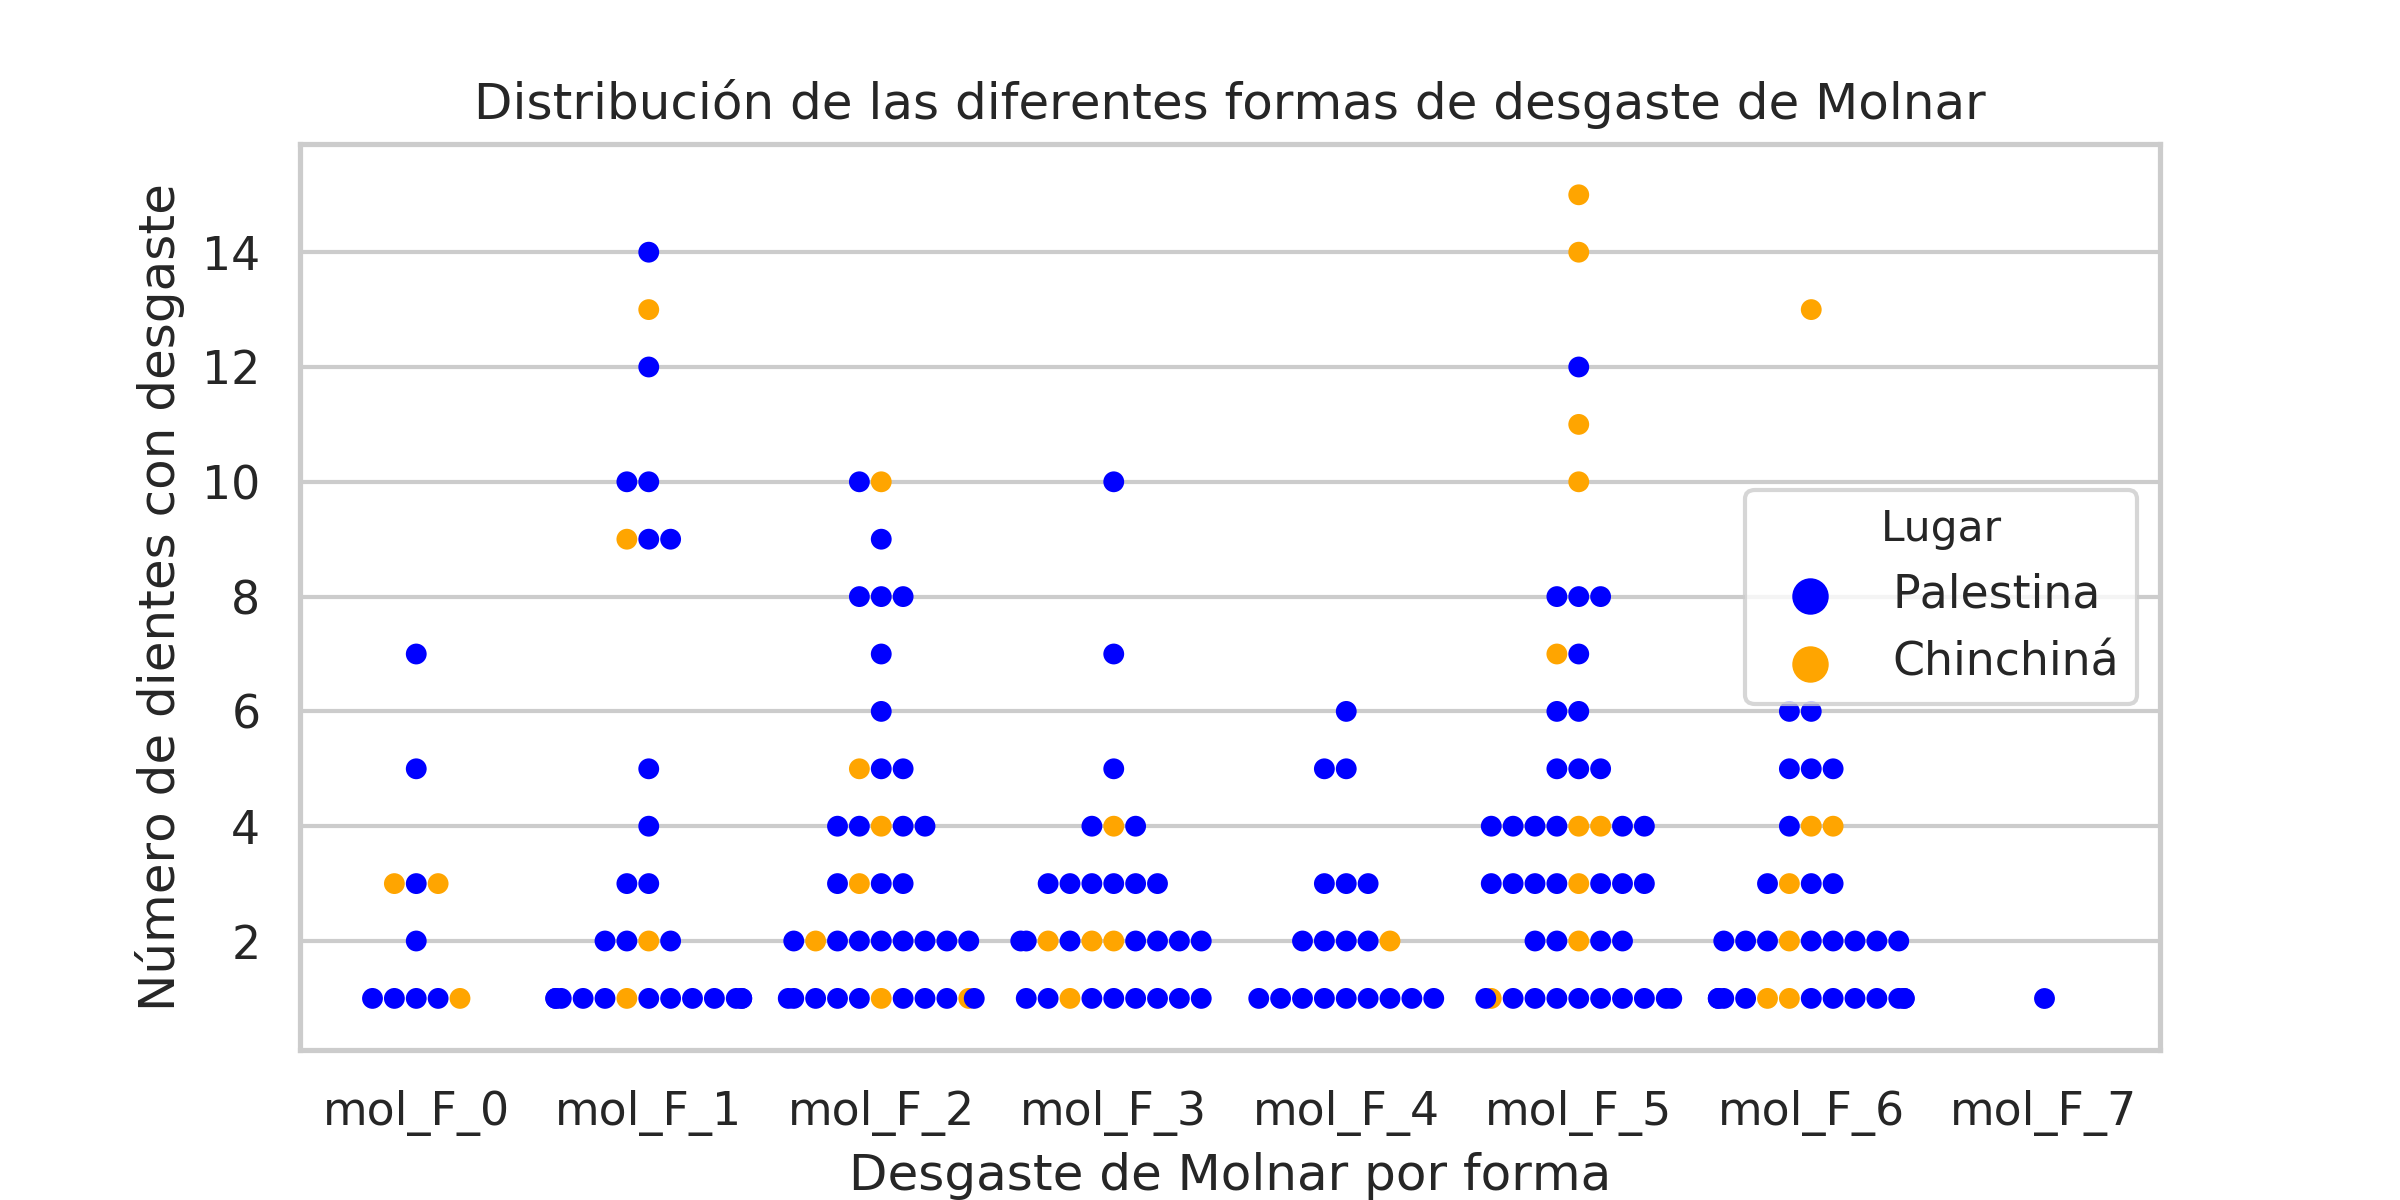 Distribución de las diferentes formas de desgaste de Molnar
Número de dientes con desgaste
14
12
10
8
6
4
2
Lugar
Palestina
Chinchiná
mol_F_0 mol_F_1 mol_F_2 mol_F_3 mol_F_4 mol_F_5 mol_F_6 mol_F_7
Desgaste de Molnar por forma